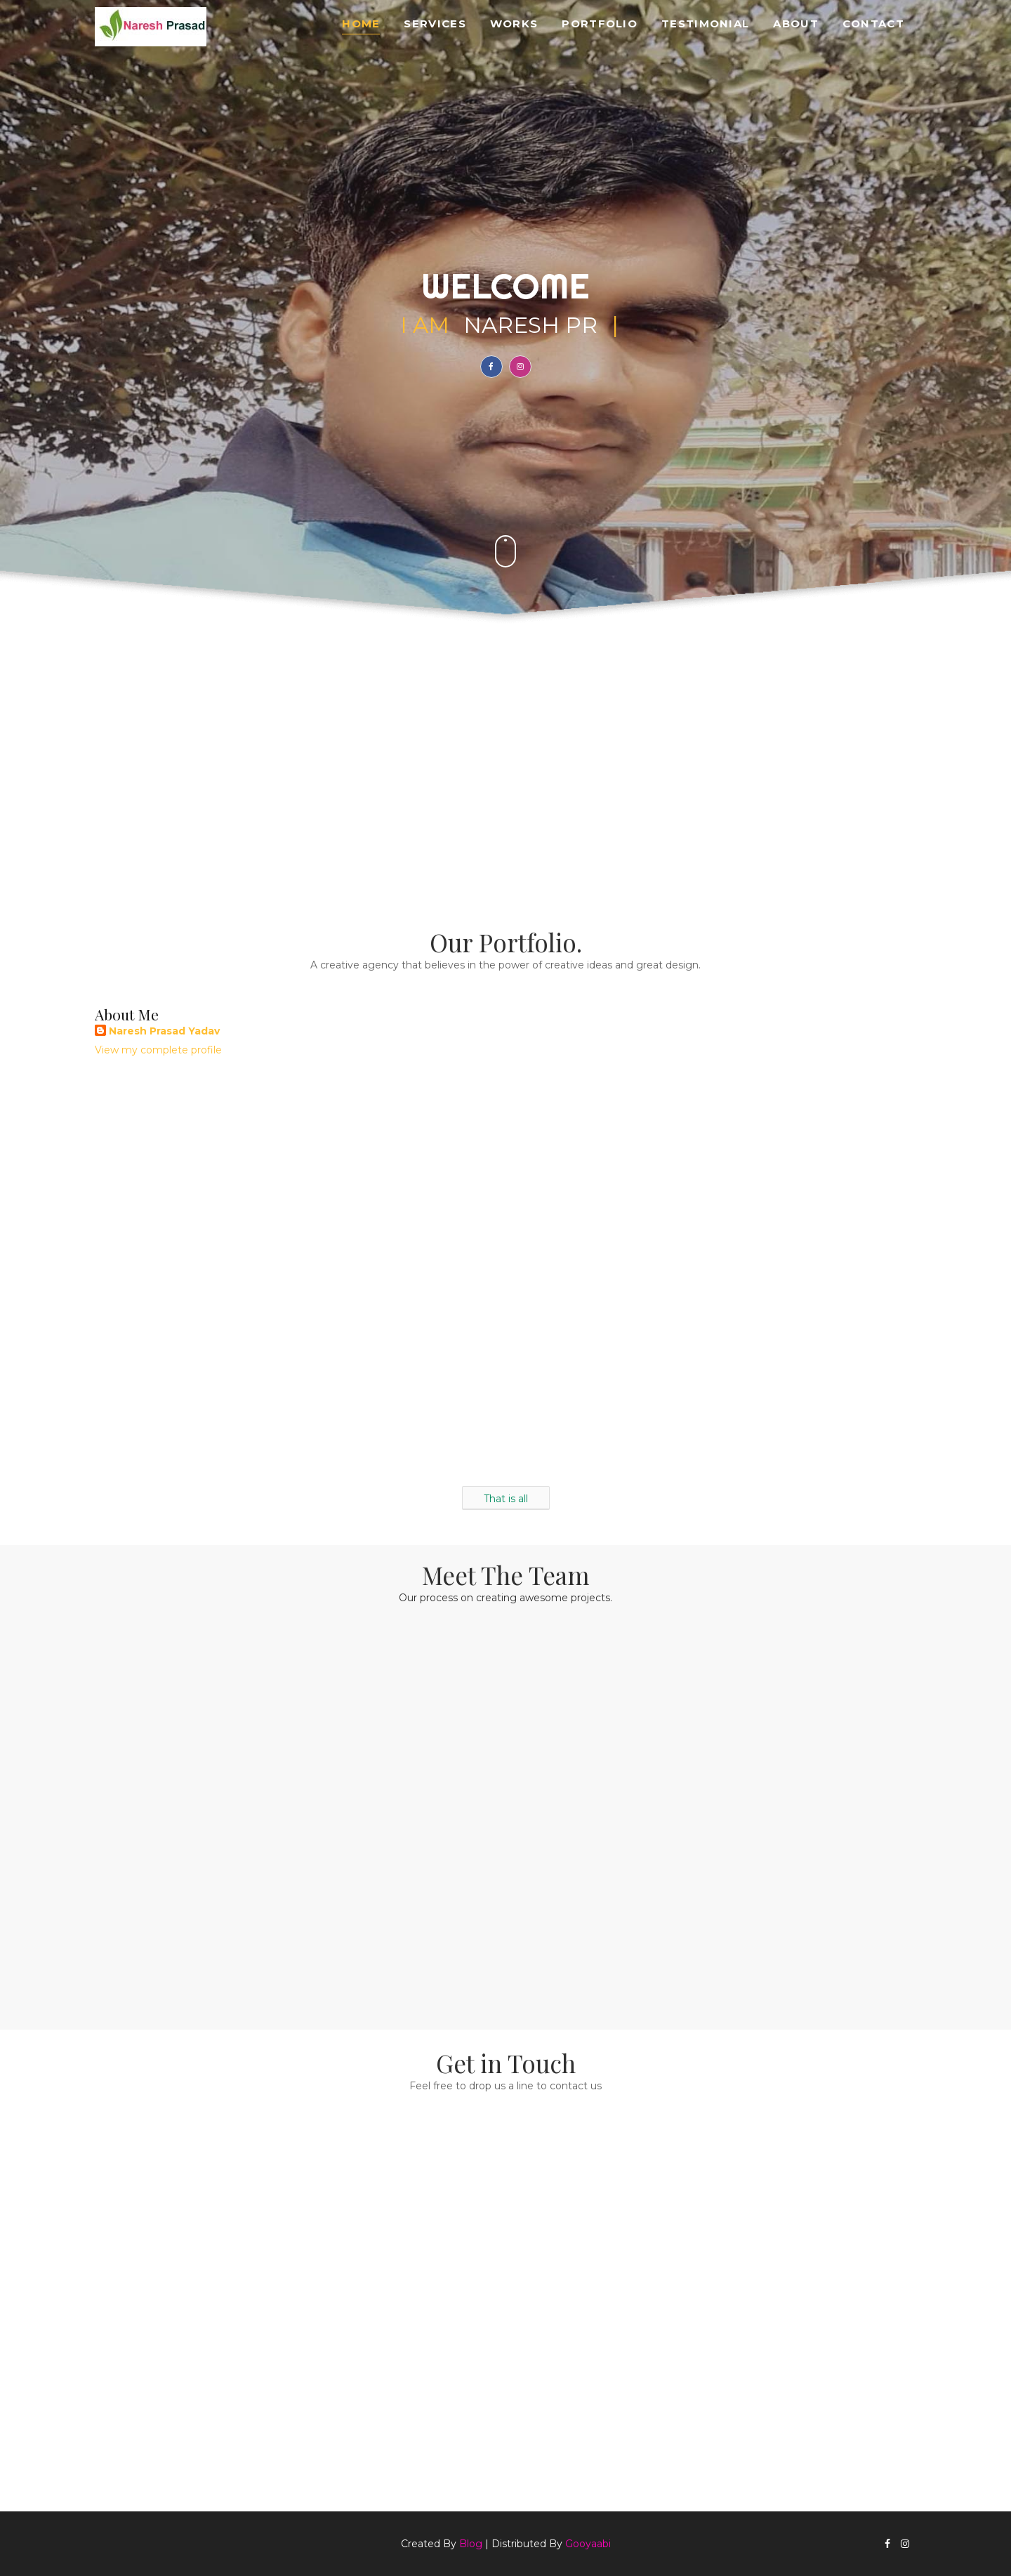 Naresh Prasad
HOME SERVICES WORKS PORTFOLIO TESTIMONIAL ABOUT CONTACT
WELCOME
I AM NARESH PR |
Our Portfolio.
A creative agency that believes in the power of creative ideas and great design.
About Me
Naresh Prasad Yadav
View my complete profile
That is all
Meet The Team
Our process on creating awesome projects.
Get in Touch
Feel free to drop us a line to contact us
Created By Blog | Distributed By Gooyaabi